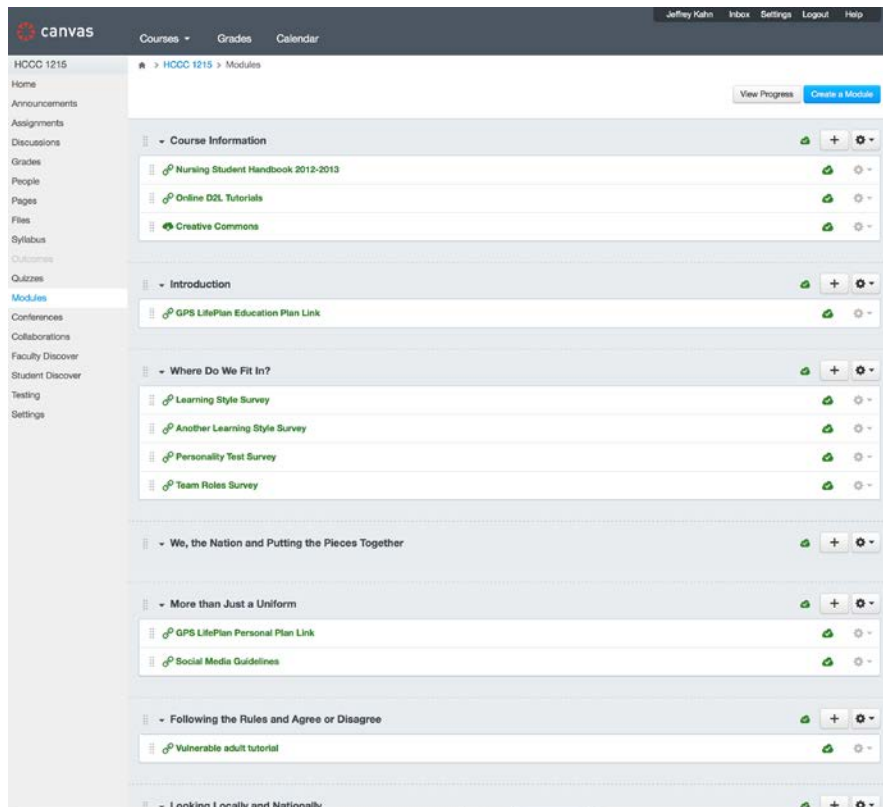 Jeffrey Kahn Inbox Settings Logout Help
canvas
Courses Grades Calendar
HCCC 1215
> HCCC 1215 > Modules
Home
Announcements
Assignments
Discussions
Grades
People
Pages
Files
Syllabus
Outcomes
Quizzes
Modules
Conferences
Collaborations
Faculty Discover
Student Discover
Testing
Settings
View Progress Create a Module
Course Information
Nursing Student Handbook 2012-2013
Online D2L Tutorials
Creative Commons
Introduction
GPS LifePlan Education Plan Link
Where Do We Fit In?
Learning Style Survey
Another Learning Style Survey
Personality Test Survey
Team Roles Survey
We, the Nation and Putting the Pieces Together
More than Just a Uniform
GPS LifePlan Personal Plan Link
Social Media Guidelines
Following the Rules and Agree or Disagree
Vulnerable adult tutorial
Looking Locally and Nationally